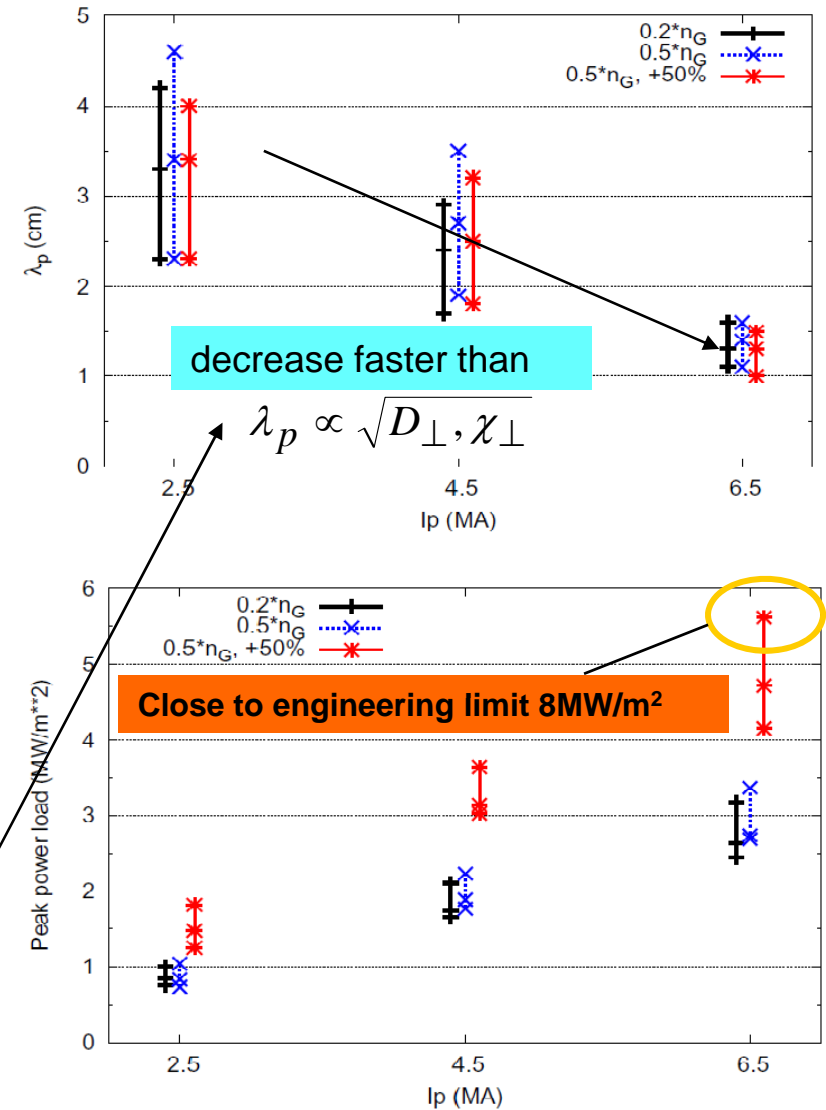 5
4
3
2
1
0
λp (cm)
0.2*nG
0.5*nG
0.5*nG, +50%
decrease faster than
λp ∝ √D⊥, χ⊥
2.5 4.5 6.5
Ip (MA)
6
5
4
3
2
1
0
Peak power load (MW/m**2)
0.2*nG
0.5*nG
0.5*nG, +50%
Close to engineering limit 8MW/m²
2.5 4.5 6.5
Ip (MA)